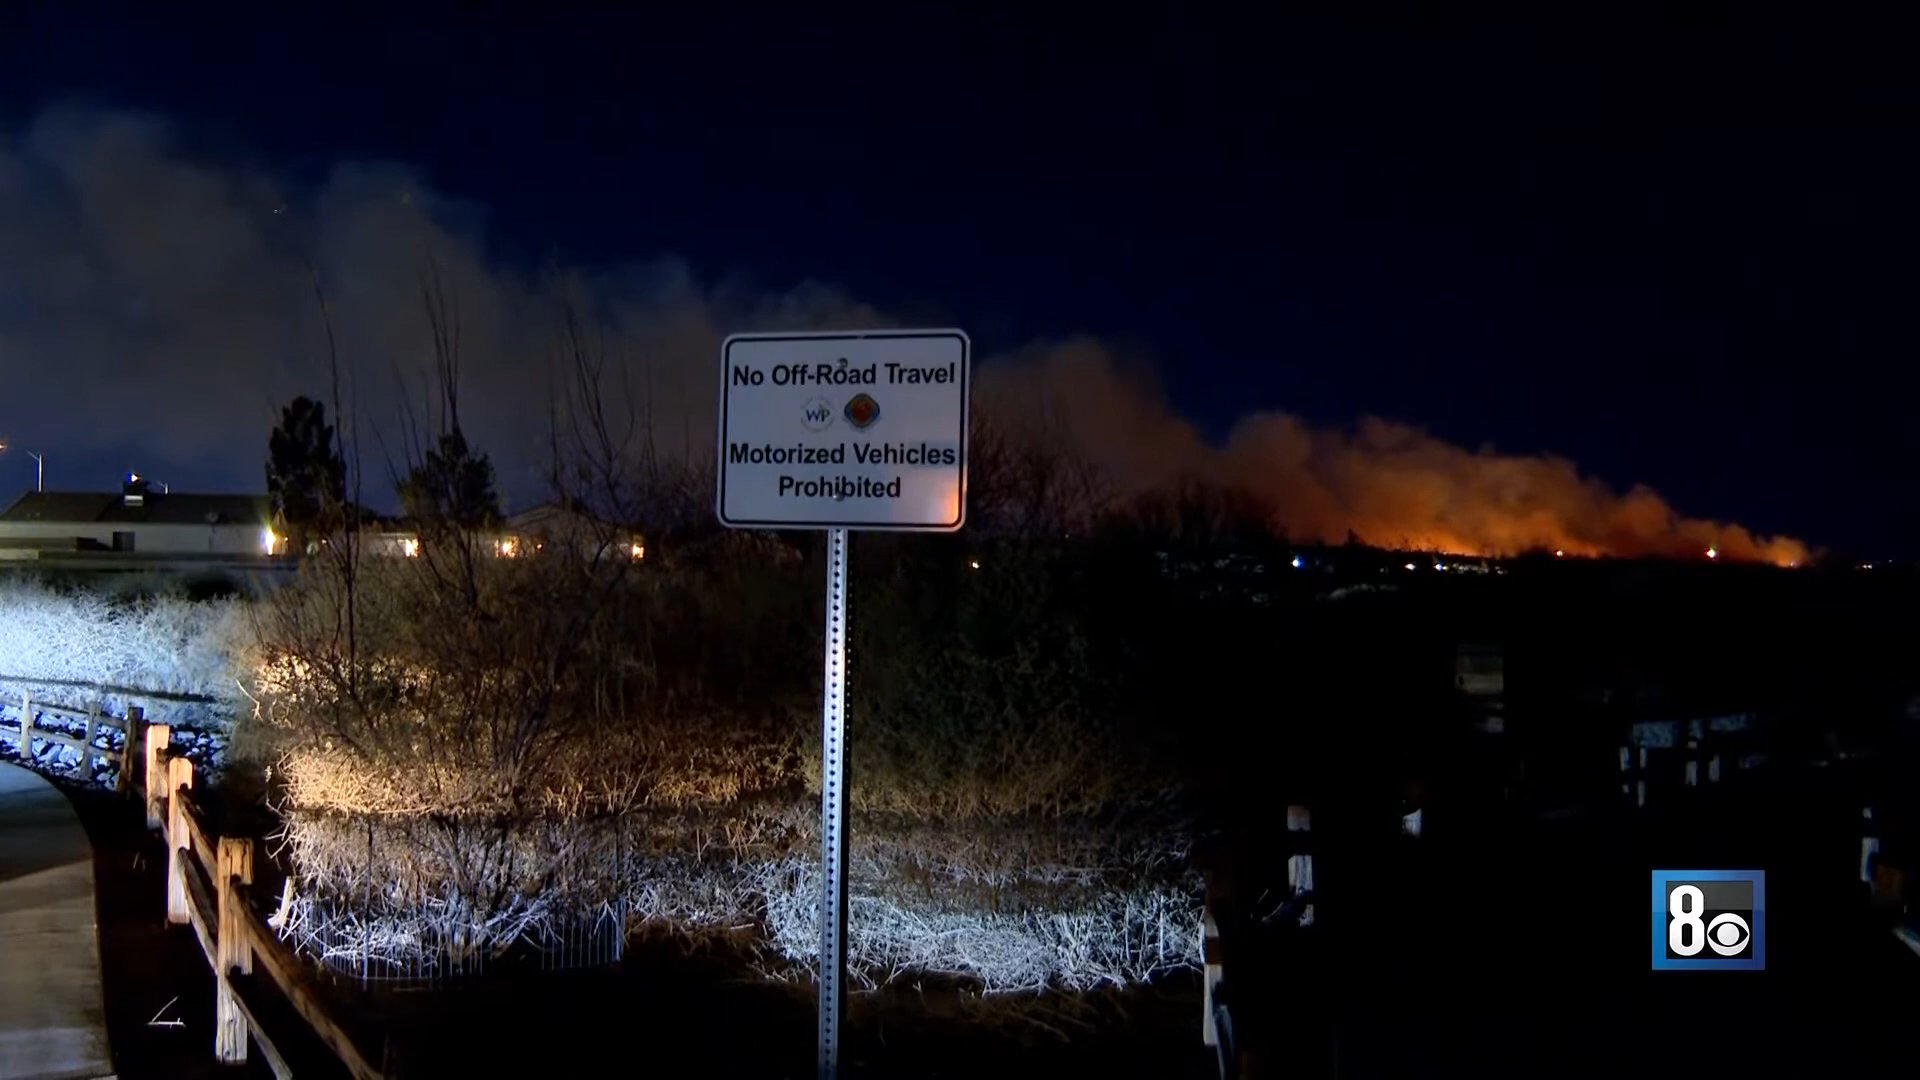 No Off-Road Travel
WP
Motorized Vehicles
Prohibited
8